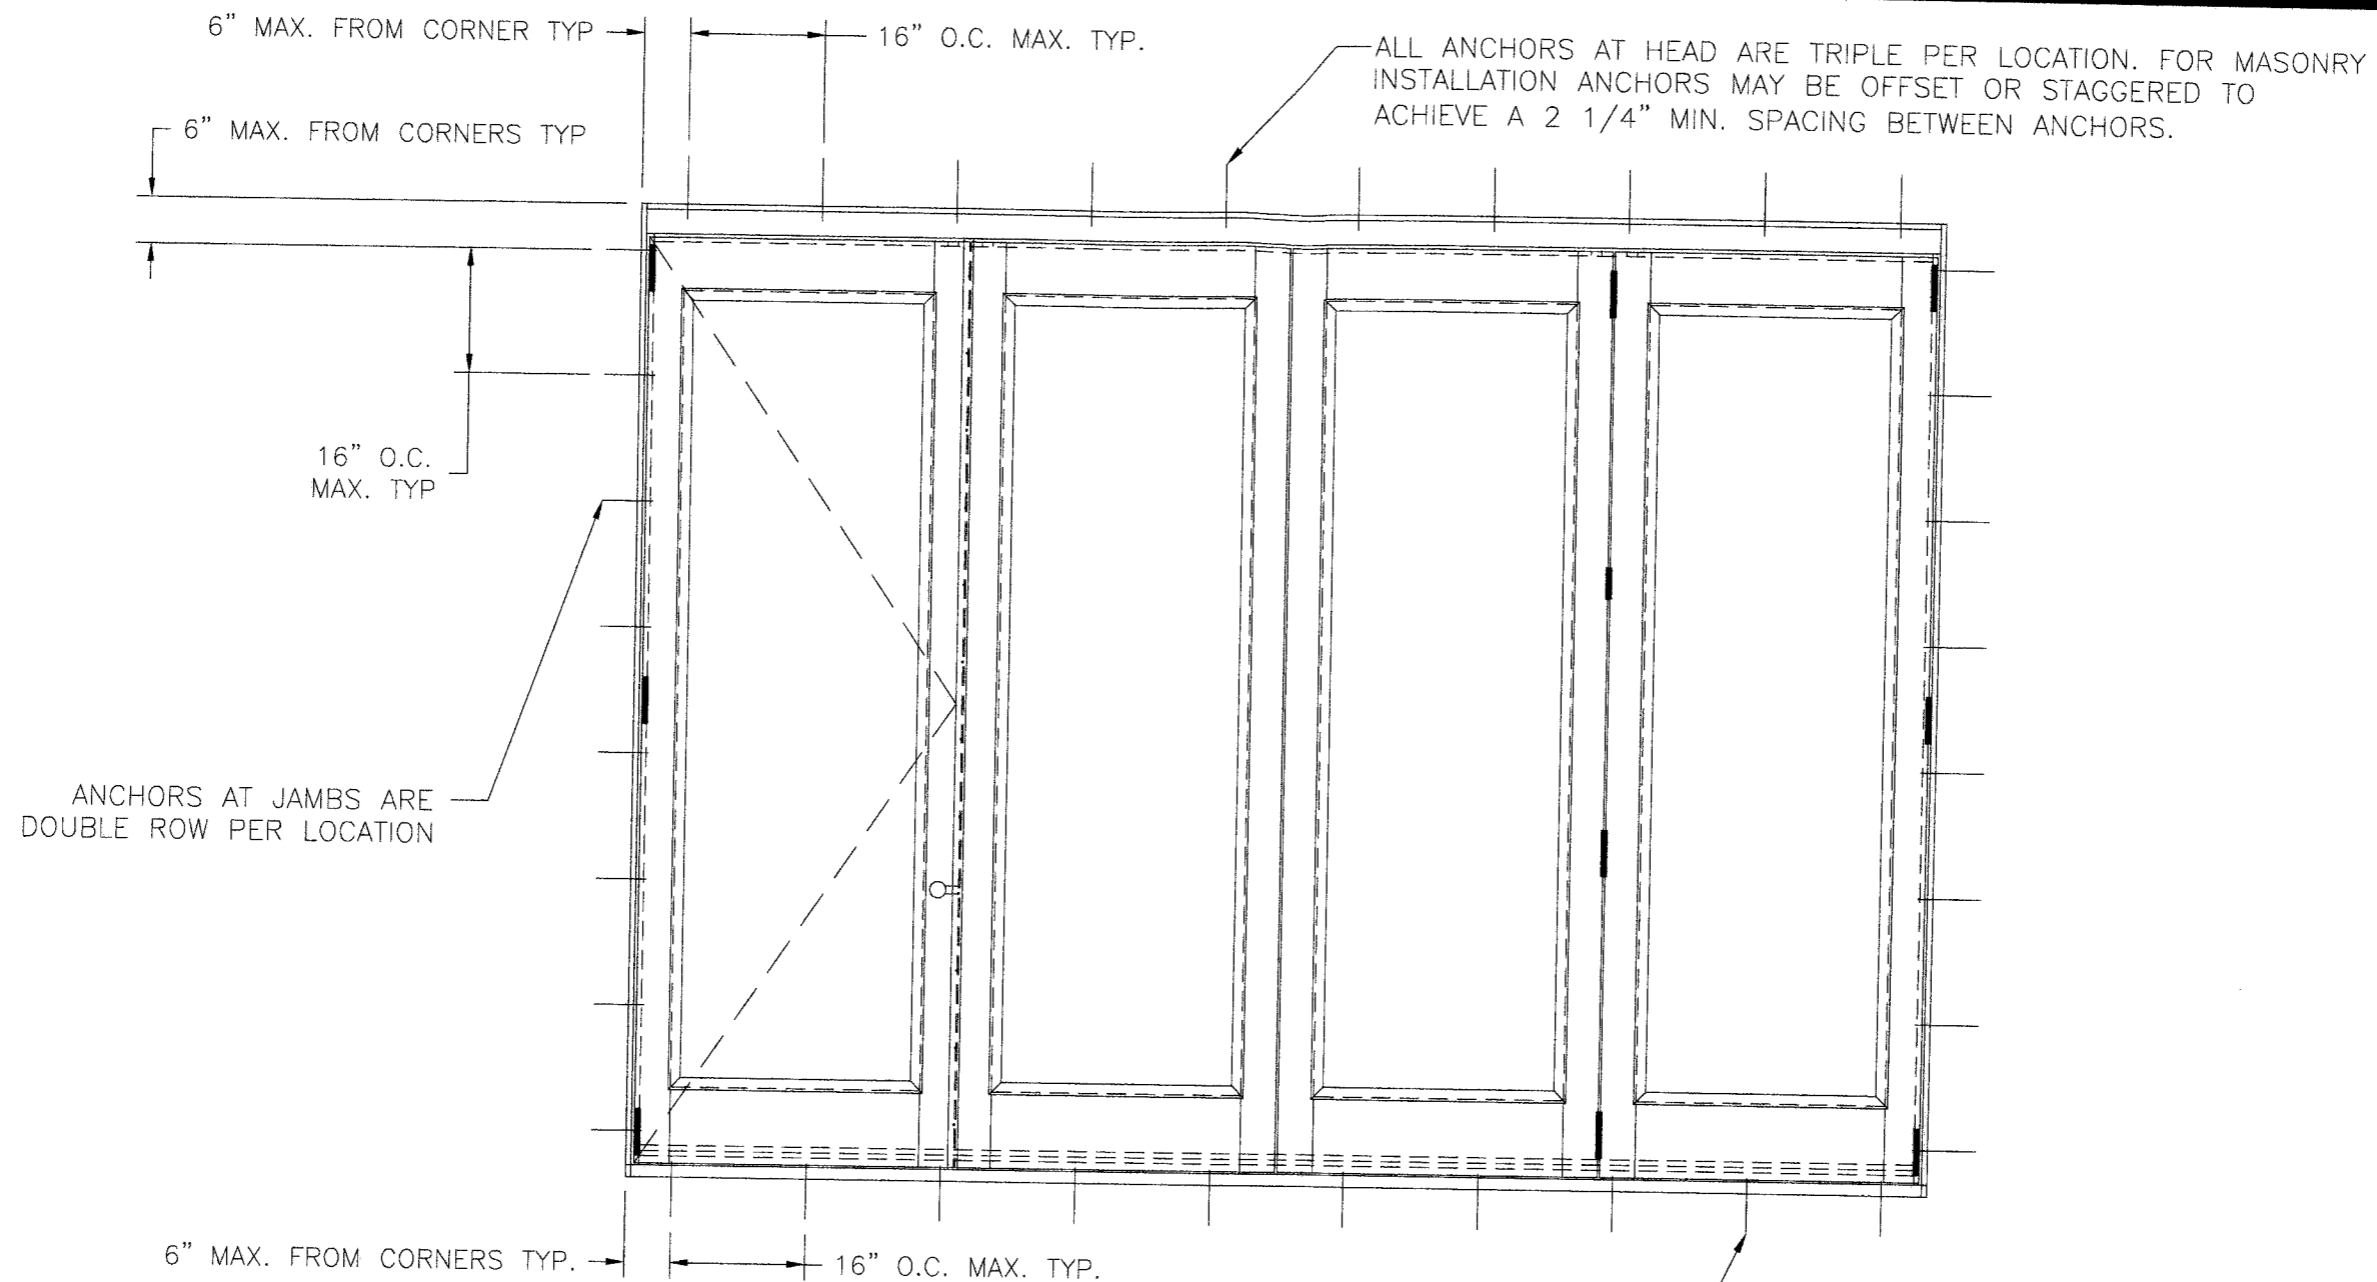 6" MAX. FROM CORNER TYP
16" O.C. MAX. TYP.
ALL ANCHORS AT HEAD ARE TRIPLE PER LOCATION. FOR MASONRY
INSTALLATION ANCHORS MAY BE OFFSET OR STAGGERED TO
ACHIEVE A 2 1/4" MIN. SPACING BETWEEN ANCHORS.
6" MAX. FROM CORNERS TYP
16" O.C.
MAX. TYP
ANCHORS AT JAMBS ARE
DOUBLE ROW PER LOCATION
6" MAX. FROM CORNERS TYP.
16" O.C. MAX. TYP.